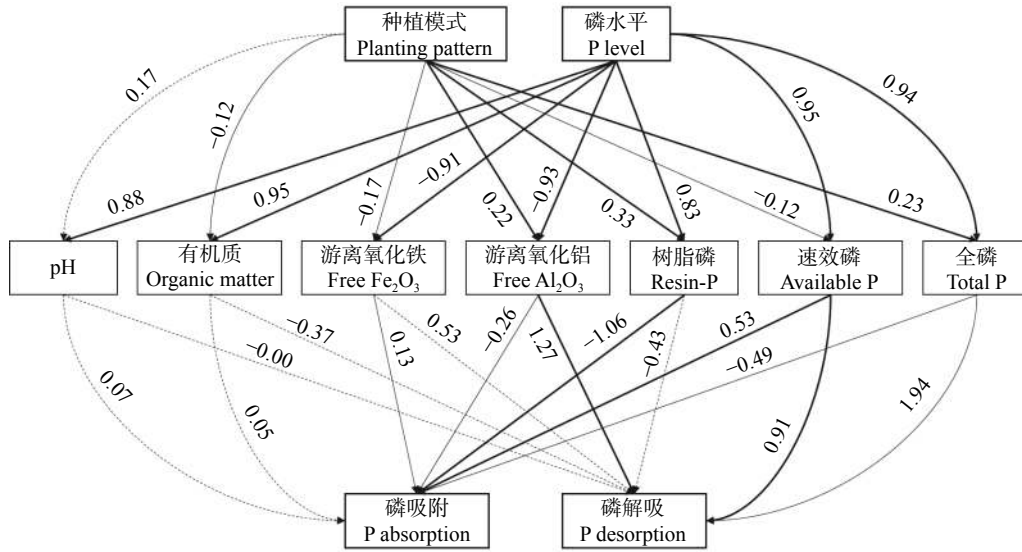 种植模式
Planting pattern
磷水平
P level
0.17
−0.12
0.95
0.94
0.88
0.95
−0.91
−0.17
0.22
−0.93
0.33
0.83
−0.12
0.23
pH
有机质
Organic matter
游离氧化铁
Free Fe₂O₃
游离氧化铝
Free Al₂O₃
树脂磷
Resin-P
速效磷
Available P
全磷
Total P
−0.37
−0.00
0.53
0.13
−0.26
1.27
−1.06
−0.43
0.53
−0.49
0.07
0.05
0.91
1.94
磷吸附
P absorption
磷解吸
P desorption